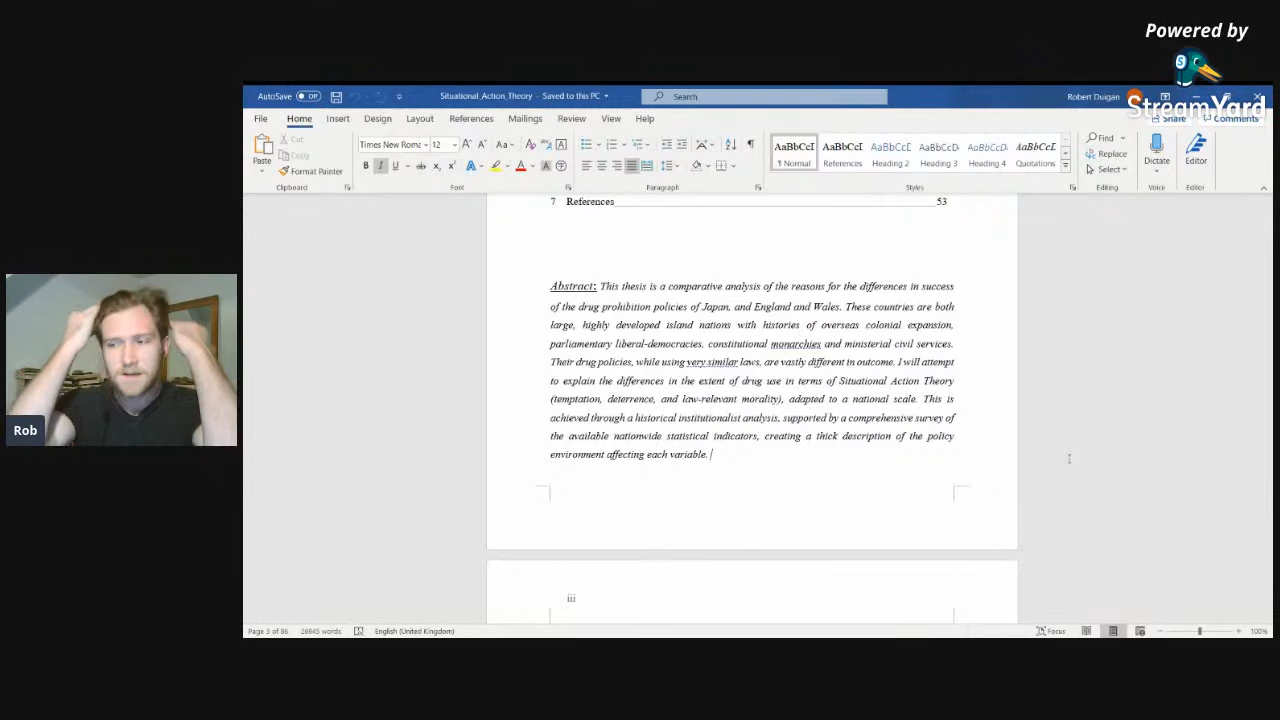 Powered by
StreamYard
AutoSave Off
Situational_Action_Theory - Saved to this PC
Search
Robert Duigan
File Home Insert Design Layout References Mailings Review View Help
Share Comments
Paste
Cut
Copy
Format Painter
Times New Roma 12
Clipboard
Font
Paragraph
AaBbCcI AaBbCcI AaBbCcC AaBbCcD AaBbCcD AaBbCcI
¶ Normal References Heading 2 Heading 3 Heading 4 Quotations
Styles
Find
Replace
Select
Editing
Dictate
Voice
Editor
Editor
7 References 53
Abstract: This thesis is a comparative analysis of the reasons for the differences in success
of the drug prohibition policies of Japan, and England and Wales. These countries are both
large, highly developed island nations with histories of overseas colonial expansion,
parliamentary liberal-democracies, constitutional monarchies and ministerial civil services.
Their drug policies, while using very similar laws, are vastly different in outcome. I will attempt
to explain the differences in the extent of drug use in terms of Situational Action Theory
(temptation, deterrence, and law-relevant morality), adapted to a national scale. This is
achieved through a historical institutionalist analysis, supported by a comprehensive survey of
the available nationwide statistical indicators, creating a thick description of the policy
environment affecting each variable.
iii
Rob
Page 3 of 86 26945 words English (United Kingdom)
Focus
100%